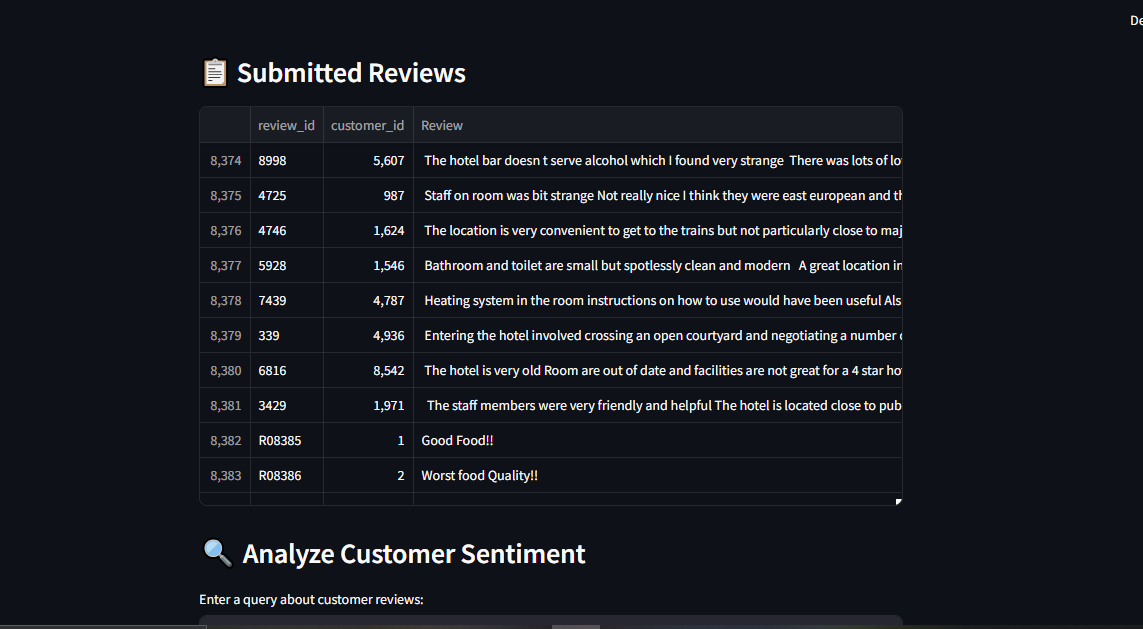 De
Submitted Reviews
review_id customer_id Review
8,374 8998 5,607 The hotel bar doesn t serve alcohol which I found very strange There was lots of lo
8,375 4725 987 Staff on room was bit strange Not really nice I think they were east european and th
8,376 4746 1,624 The location is very convenient to get to the trains but not particularly close to maj
8,377 5928 1,546 Bathroom and toilet are small but spotlessly clean and modern A great location in
8,378 7439 4,787 Heating system in the room instructions on how to use would have been useful Als
8,379 339 4,936 Entering the hotel involved crossing an open courtyard and negotiating a number
8,380 6816 8,542 The hotel is very old Room are out of date and facilities are not great for a 4 star ho
8,381 3429 1,971 The staff members were very friendly and helpful The hotel is located close to pub
8,382 R08385 1 Good Food!!
8,383 R08386 2 Worst food Quality!!
Analyze Customer Sentiment
Enter a query about customer reviews: